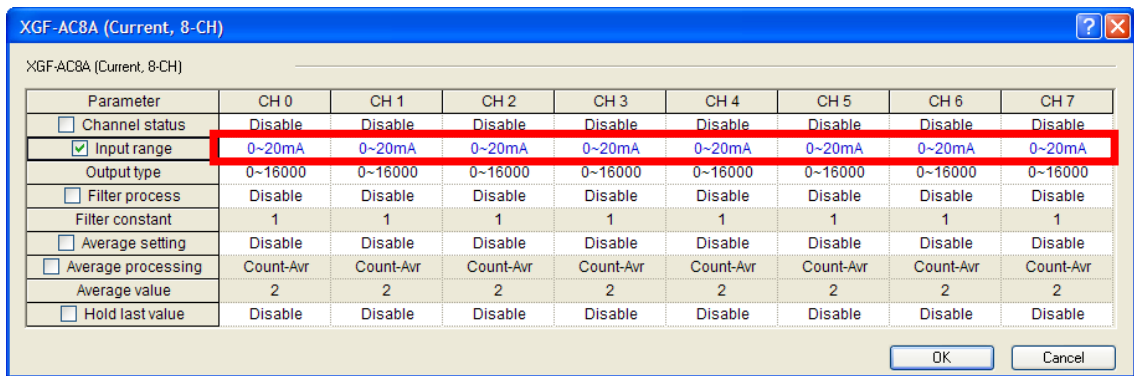 XGF-AC8A (Current, 8-CH)
XGF-AC8A (Current, 8-CH)
Parameter CH 0 CH 1 CH 2 CH 3 CH 4 CH 5 CH 6 CH 7
Channel status Disable Disable Disable Disable Disable Disable Disable Disable
Input range 0~20mA 0~20mA 0~20mA 0~20mA 0~20mA 0~20mA 0~20mA 0~20mA
Output type 0~16000 0~16000 0~16000 0~16000 0~16000 0~16000 0~16000 0~16000
Filter process Disable Disable Disable Disable Disable Disable Disable Disable
Filter constant 1 1 1 1 1 1 1 1
Average setting Disable Disable Disable Disable Disable Disable Disable Disable
Average processing Count-Avr Count-Avr Count-Avr Count-Avr Count-Avr Count-Avr Count-Avr Count-Avr
Average value 2 2 2 2 2 2 2 2
Hold last value Disable Disable Disable Disable Disable Disable Disable Disable
OK Cancel